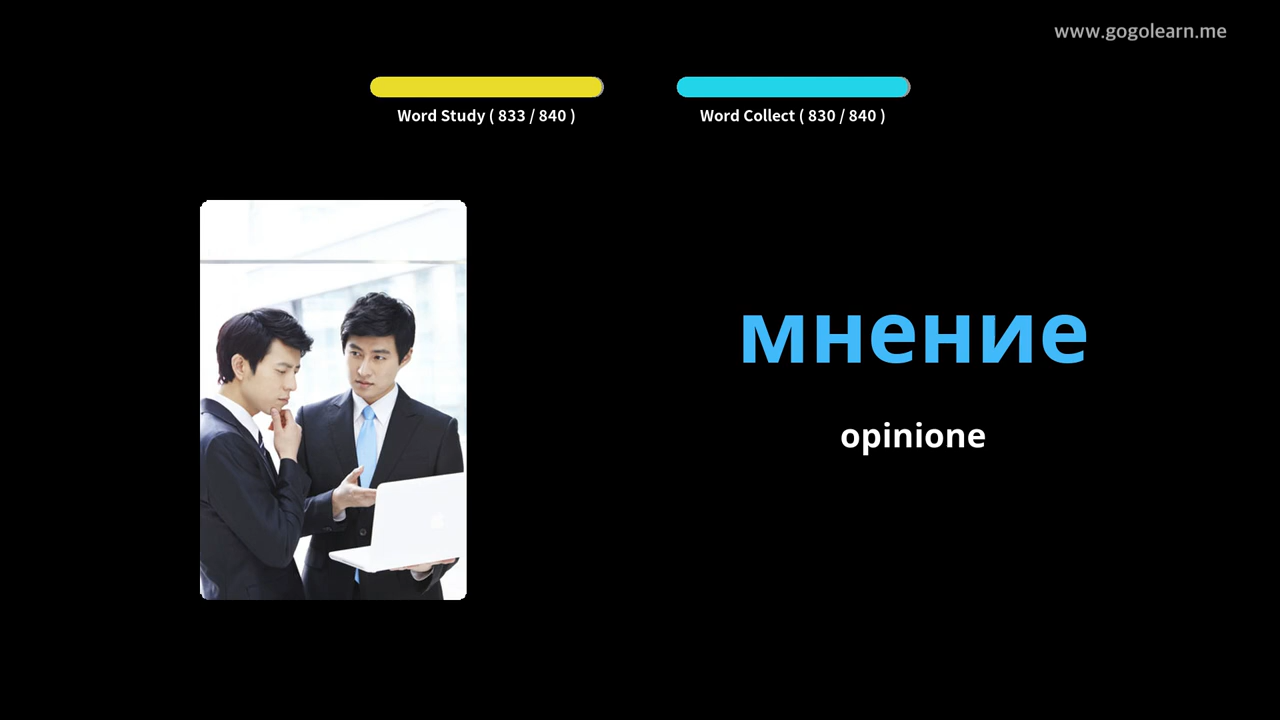 www.gogolearn.me
Word Study ( 833 / 840 )
Word Collect ( 830 / 840 )
мнение
opinione